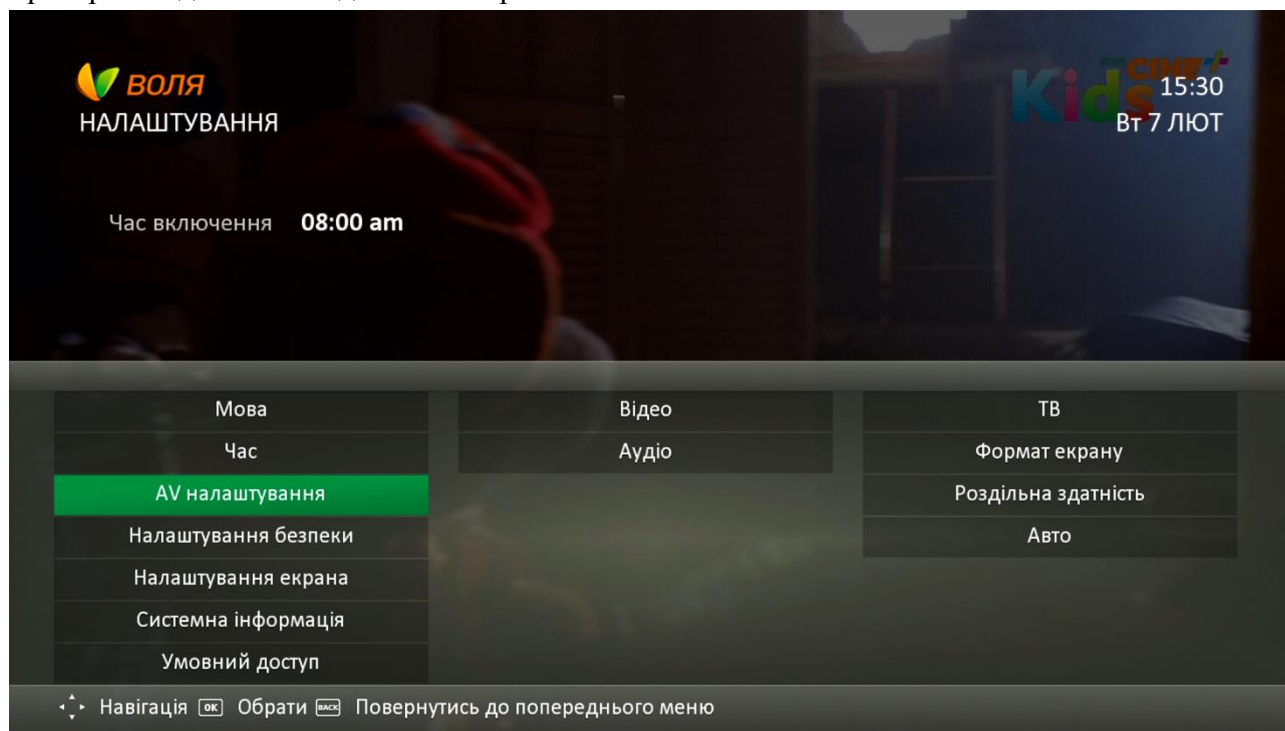 воля
НАЛАШТУВАННЯ
Kids CINE+
15:30
Вт 7 ЛЮТ
Час включення 08:00 am
Мова
Час
AV налаштування
Налаштування безпеки
Налаштування екрана
Системна інформація
Умовний доступ
Відео
Аудіо
ТВ
Формат екрану
Роздільна здатність
Авто
Навігація OK Обрати BACK Повернутись до попереднього меню